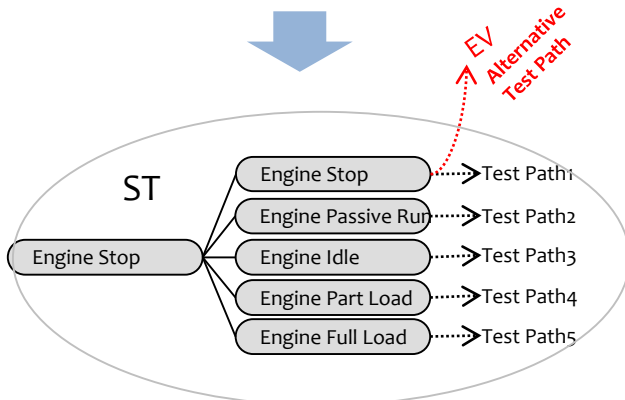 EV
Alternative
Test Path
ST
Engine Stop
Engine Stop
Test Path1
Engine Passive Run
Test Path2
Engine Idle
Test Path3
Engine Part Load
Test Path4
Engine Full Load
Test Path5